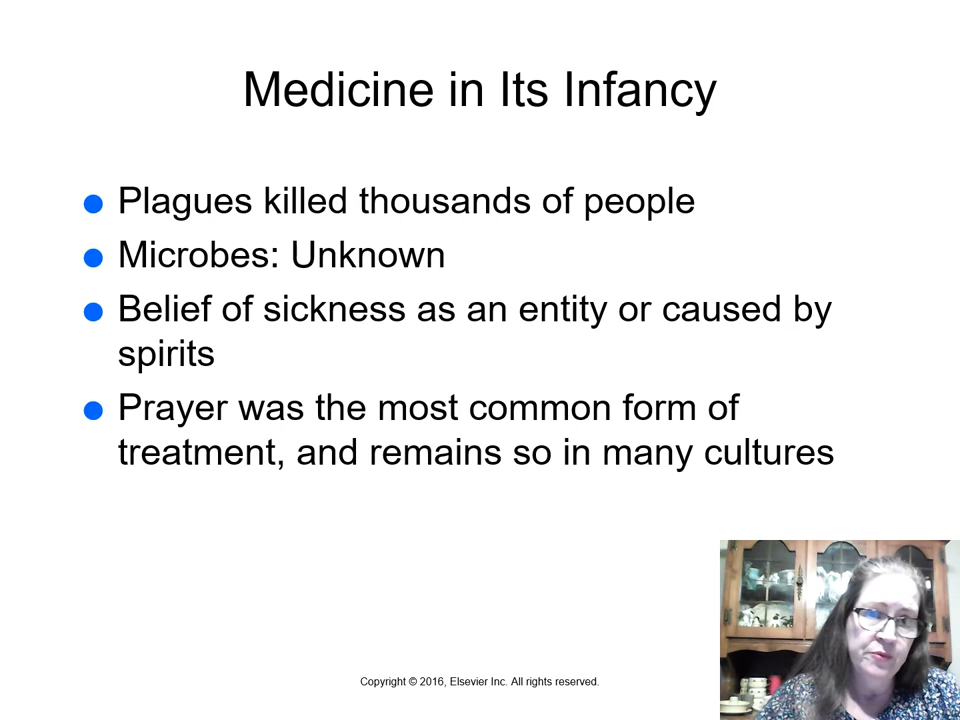 Medicine in Its Infancy
Plagues killed thousands of people
Microbes: Unknown
Belief of sickness as an entity or caused by
spirits
Prayer was the most common form of
treatment, and remains so in many cultures
Copyright © 2016, Elsevier Inc. All rights reserved.